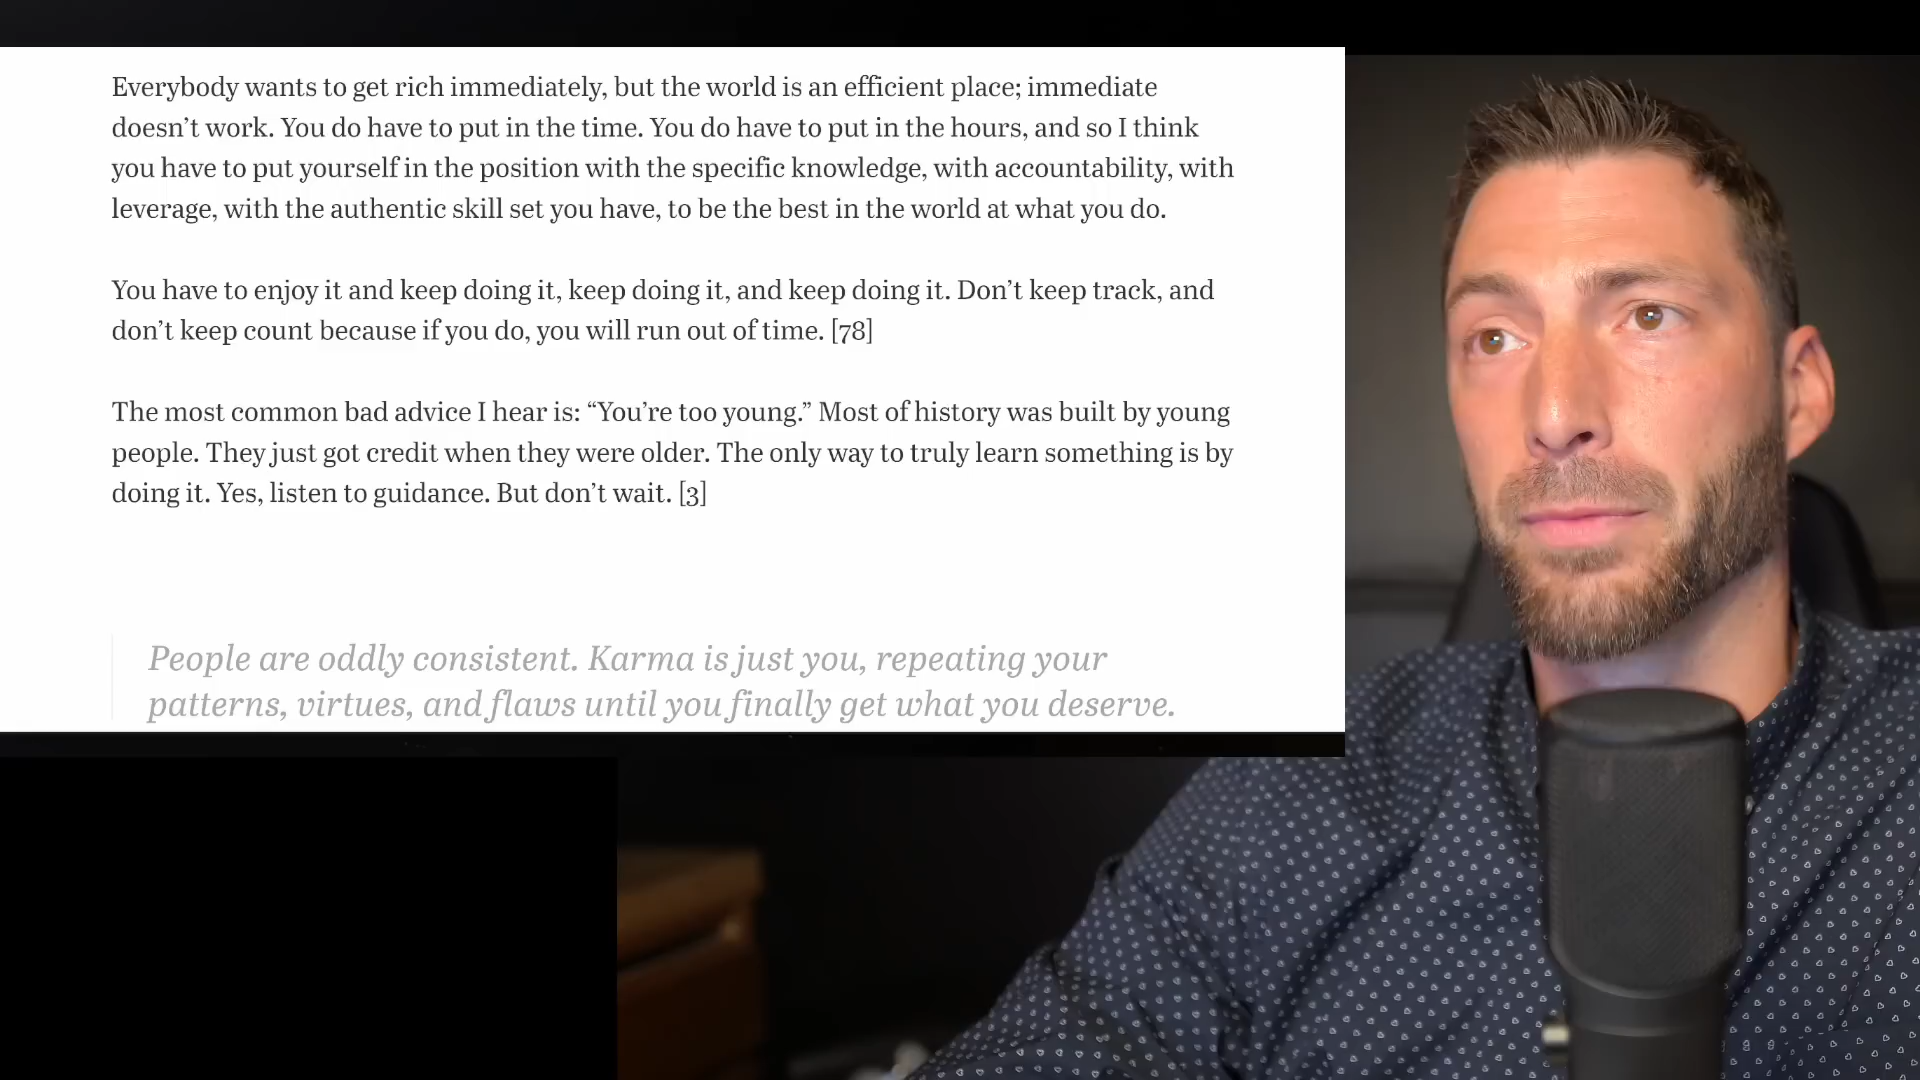 Everybody wants to get rich immediately, but the world is an efficient place; immediate
doesn’t work. You do have to put in the time. You do have to put in the hours, and so I think
you have to put yourself in the position with the specific knowledge, with accountability, with
leverage, with the authentic skill set you have, to be the best in the world at what you do.
You have to enjoy it and keep doing it, keep doing it, and keep doing it. Don’t keep track, and
don’t keep count because if you do, you will run out of time. [78]
The most common bad advice I hear is: “You’re too young.” Most of history was built by young
people. They just got credit when they were older. The only way to truly learn something is by
doing it. Yes, listen to guidance. But don’t wait. [3]
People are oddly consistent. Karma is just you, repeating your
patterns, virtues, and flaws until you finally get what you deserve.